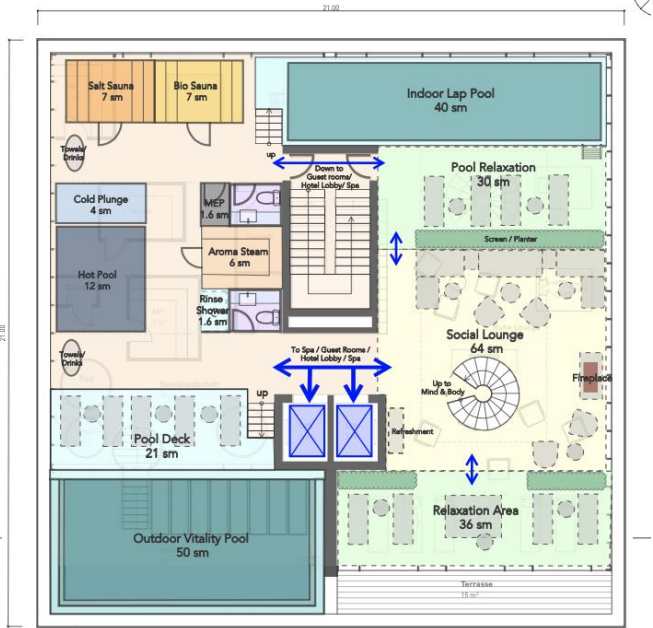 21.00
Salt Sauna
7 sm
Bio Sauna
7 sm
Indoor Lap Pool
40 sm
Towels/
Drinks
up
Down to
Guest rooms/
Hotel Lobby/ Spa
Pool Relaxation
30 sm
Cold Plunge
4 sm
MEP
1.6 sm
Screen / Planter
Aroma Steam
6 sm
Hot Pool
12 sm
Rinse
Shower
1.6 sm
21.00
Social Lounge
64 sm
Towels/
Drinks
To Spa / Guest Rooms /
Hotel Lobby / Spa
Fireplace
Up to
Mind & Body
up
Refreshment
Pool Deck
21 sm
Relaxation Area
36 sm
Outdoor Vitality Pool
50 sm
Terrasse
15 m²